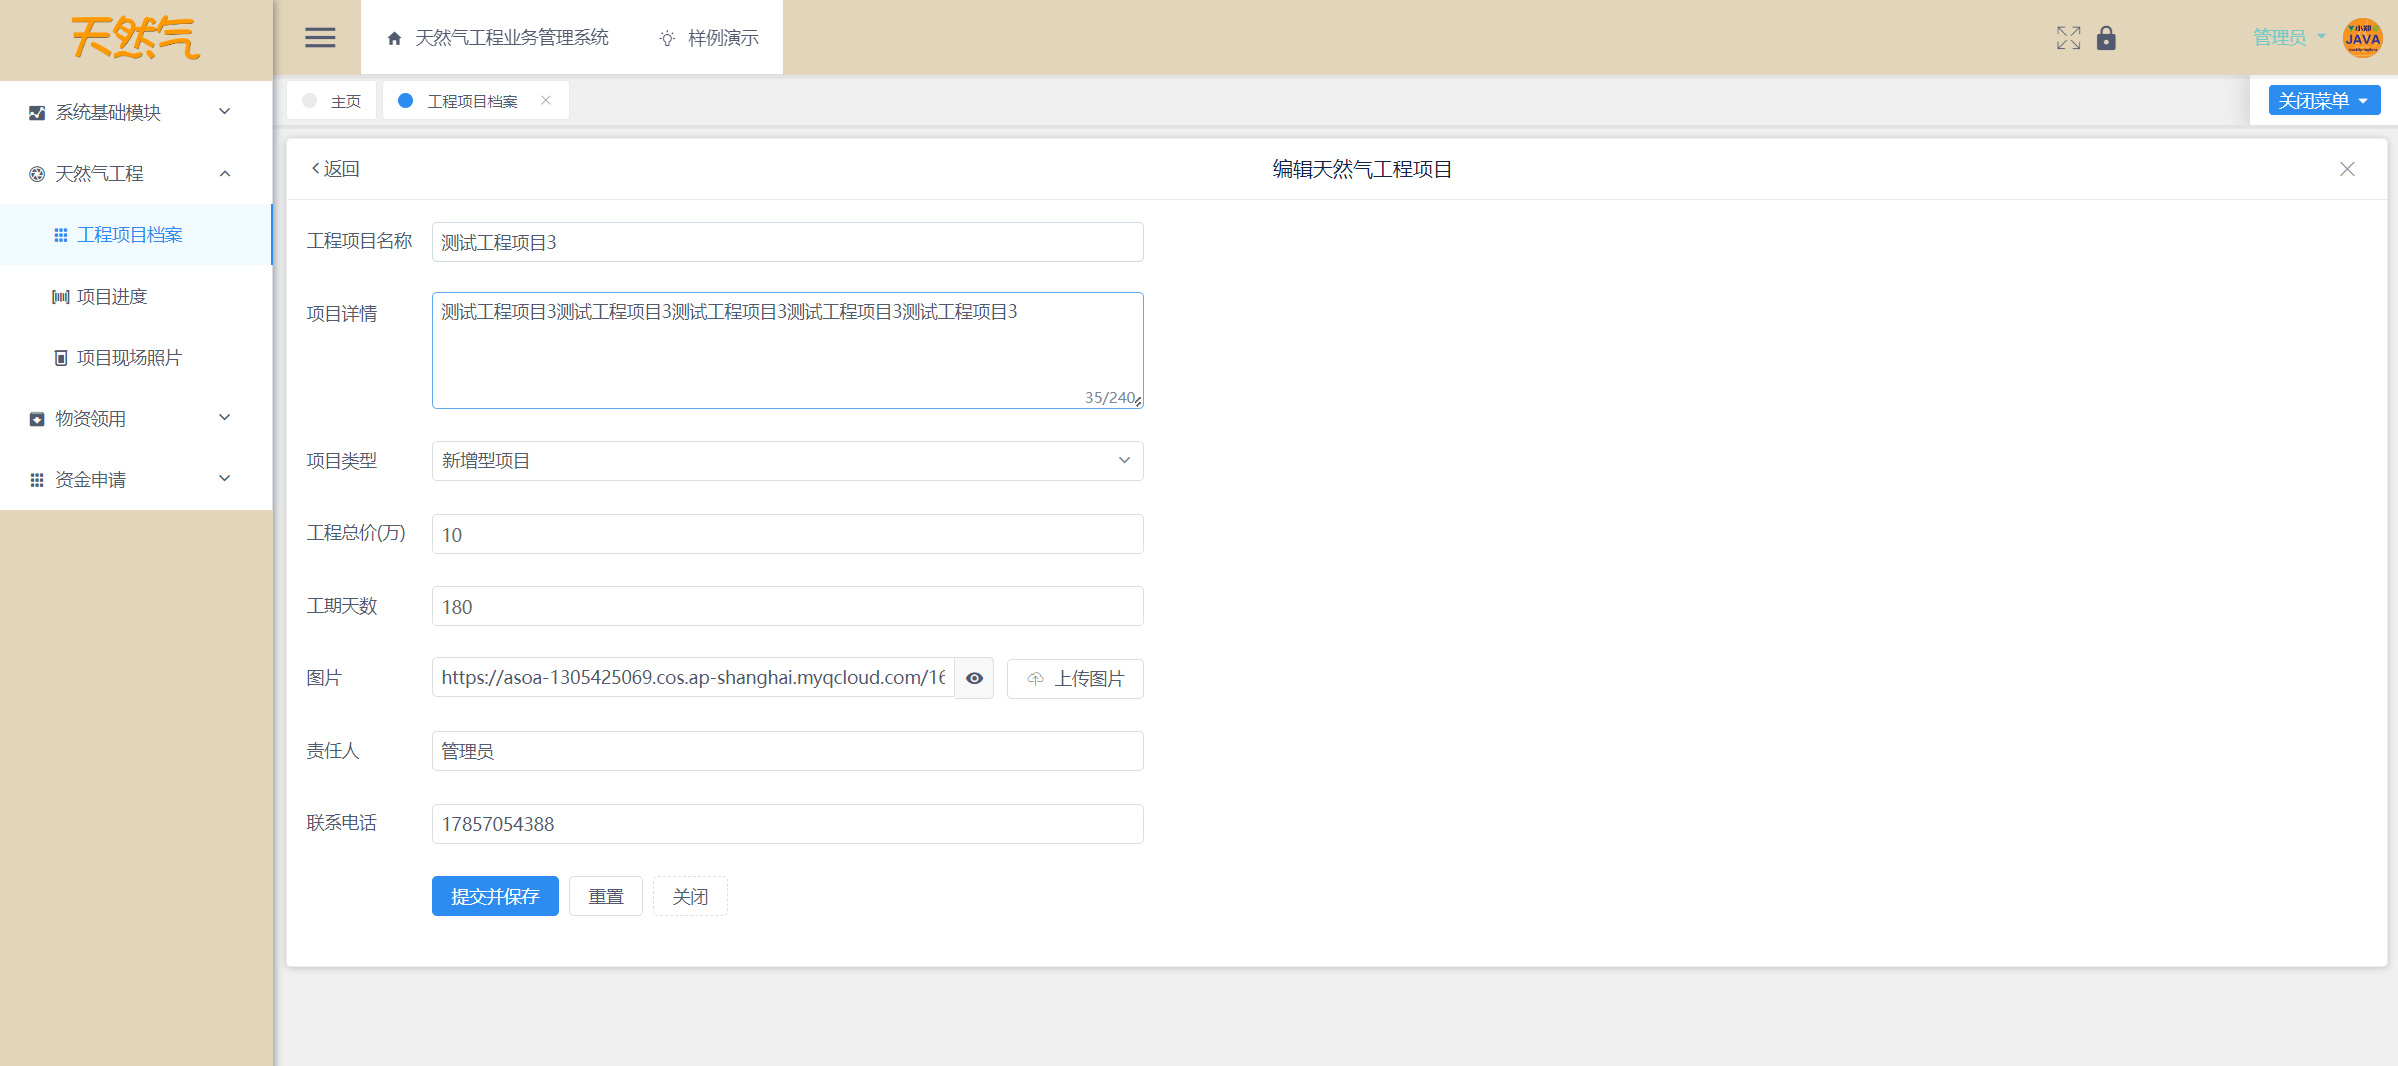 天然气
天然气工程业务管理系统
样例演示
管理员
小郑
JAVA
主页
工程项目档案
关闭菜单
系统基础模块
天然气工程
工程项目档案
项目进度
项目现场照片
物资领用
资金申请
返回
编辑天然气工程项目
工程项目名称
测试工程项目3
项目详情
测试工程项目3测试工程项目3测试工程项目3测试工程项目3测试工程项目3
35/240
项目类型
新增型项目
工程总价(万)
10
工期天数
180
图片
https://asoa-1305425069.cos.ap-shanghai.myqcloud.com/16
上传图片
责任人
管理员
联系电话
17857054388
提交并保存
重置
关闭